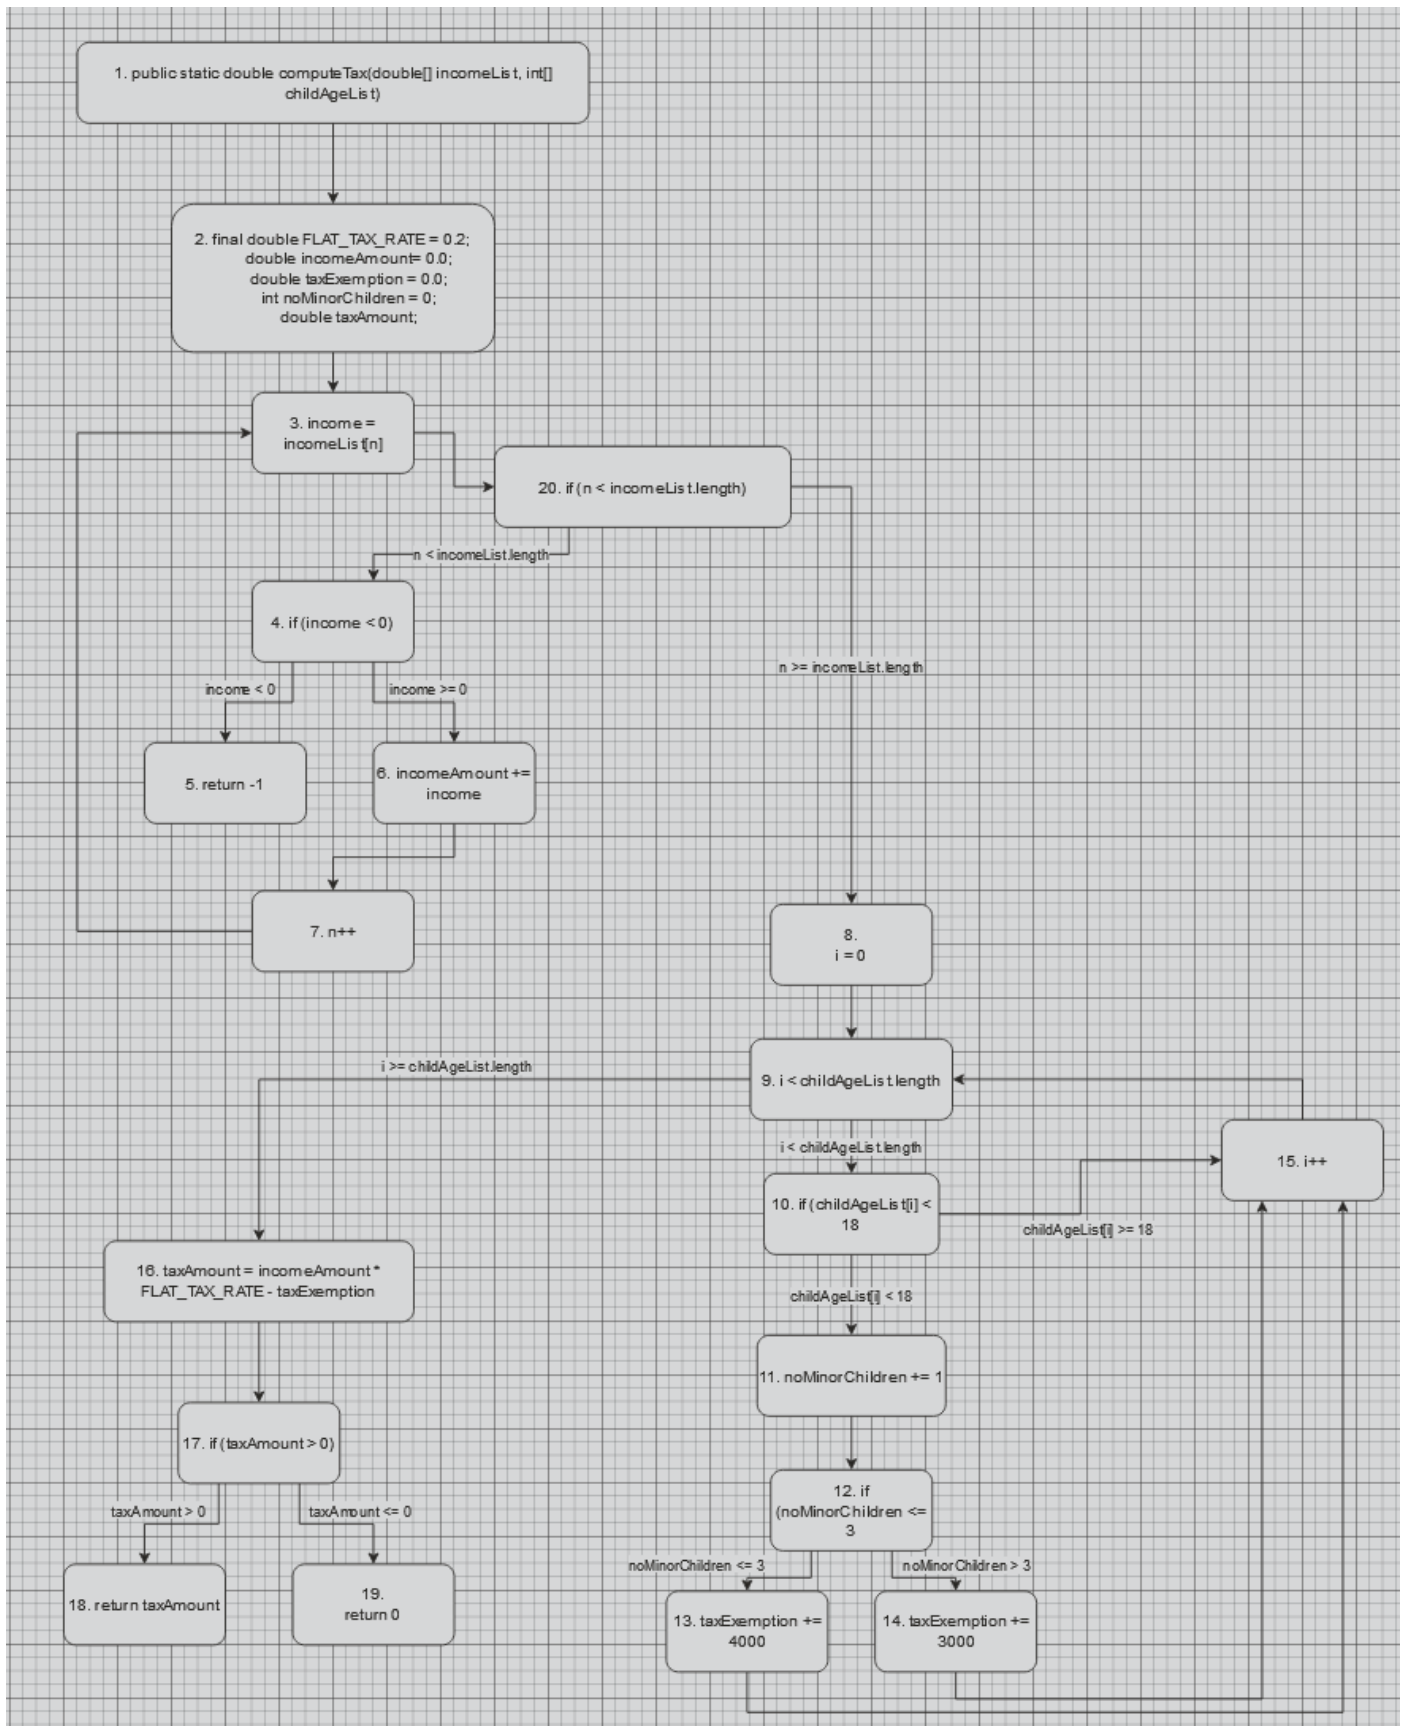 1. public static double computeTax(double[] incomeList, int[]
childAgeList)
2. final double FLAT_TAX_RATE = 0.2;
double incomeAmount= 0.0;
double taxExemption = 0.0;
int noMinorChildren = 0;
double taxAmount;
3. income =
incomeList[n]
20. if (n < incomeList.length)
n < incomeList.length
4. if (income < 0)
n >= incomeList.length
income < 0
income >= 0
5. return -1
6. incomeAmount +=
income
7. n++
8.
i = 0
i >= childAgeList.length
9. i < childAgeList.length
i < childAgeList.length
15. i++
10. if (childAgeList[i] <
18
childAgeList[i] >= 18
16. taxAmount = incomeAmount *
FLAT_TAX_RATE - taxExemption
childAgeList[i] < 18
11. noMinorChildren += 1
17. if (taxAmount > 0)
12. if
(noMinorChildren <=
3
taxAmount > 0
taxAmount <= 0
noMinorChildren <= 3
noMinorChildren > 3
18. return taxAmount
19.
return 0
13. taxExemption +=
4000
14. taxExemption +=
3000